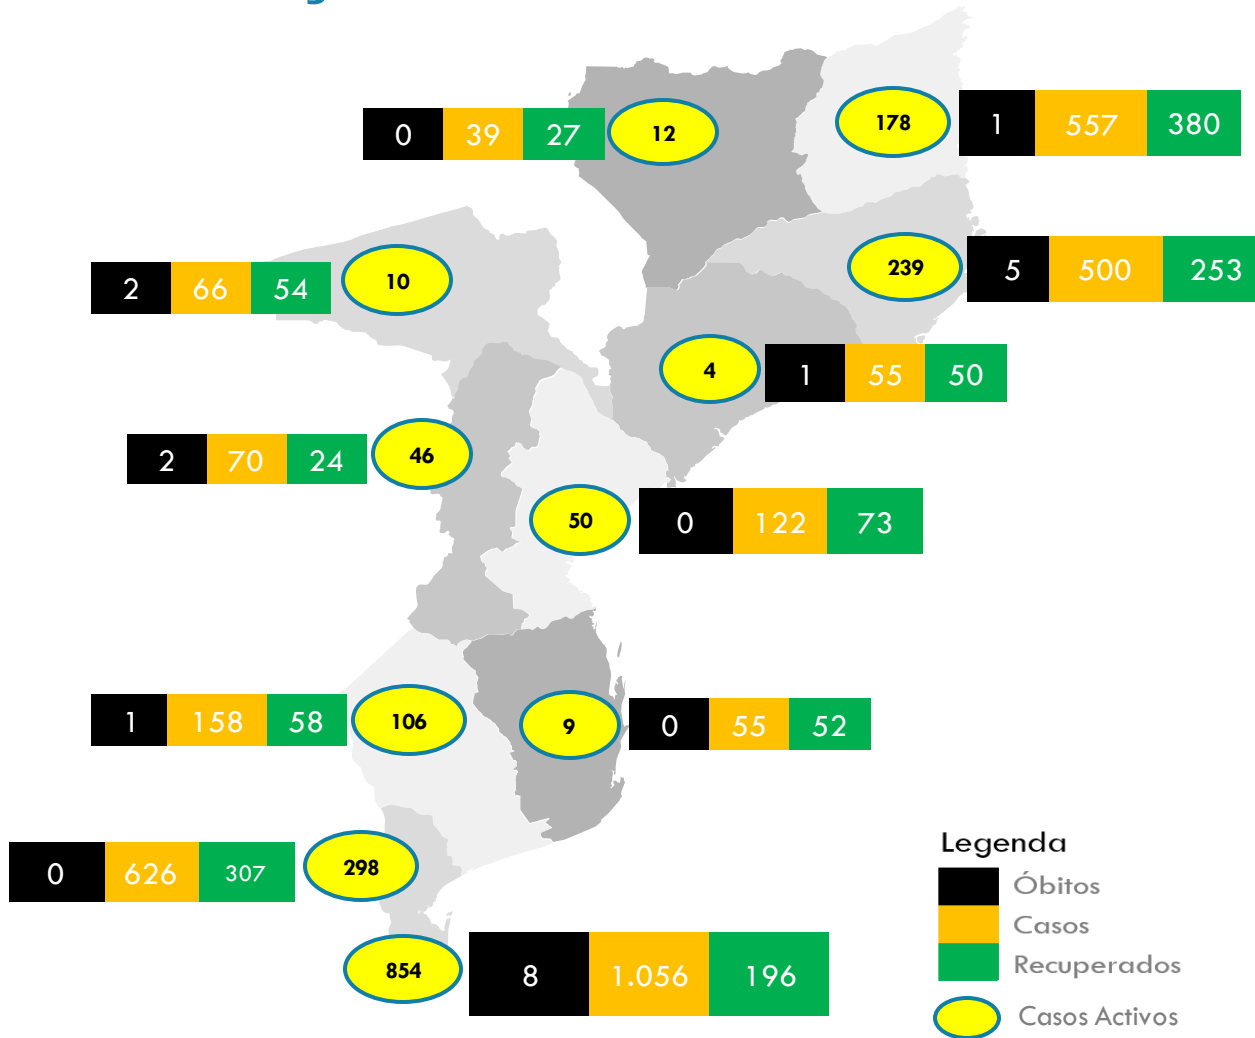 0 39 27 12
178 1 557 380
2 66 54 10
239 5 500 253
4 1 55 50
2 70 24 46
50 0 122 73
1 158 58 106
9 0 55 52
0 626 307 298
854 8 1.056 196
Legenda
Óbitos
Casos
Recuperados
Casos Activos